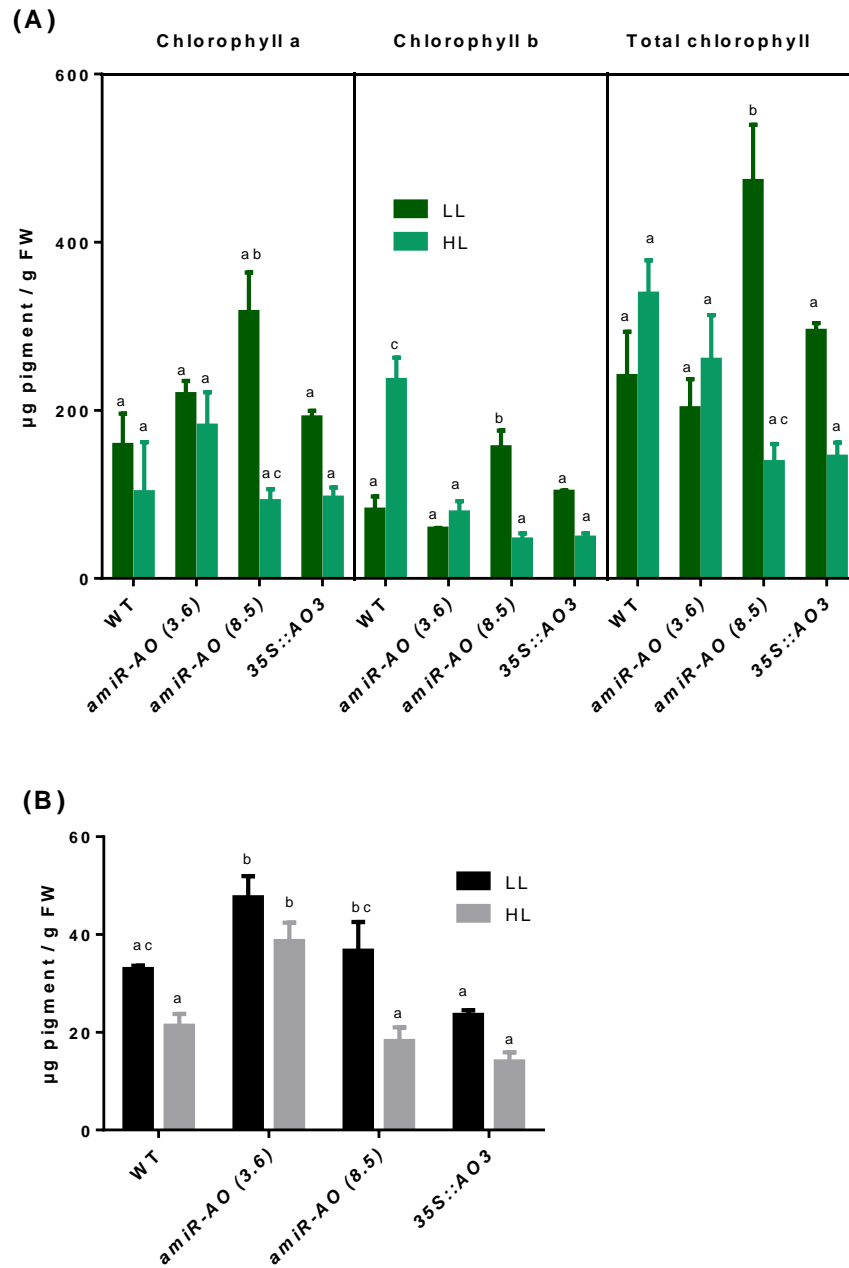 (A)
Chlorophyll a Chlorophyll b Total chlorophyll
600
400
200
0
µg pigment / g FW
LL
HL
a a a a a b a c a a
a c a a b a a a
a a a a b a c a a
WT amiR-AO (3.6) amiR-AO (8.5) 35S::AO3 WT amiR-AO (3.6) amiR-AO (8.5) 35S::AO3 WT amiR-AO (3.6) amiR-AO (8.5) 35S::AO3
(B)
60
40
20
0
µg pigment / g FW
LL
HL
a c a b b b c a a a
WT amiR-AO (3.6) amiR-AO (8.5) 35S::AO3